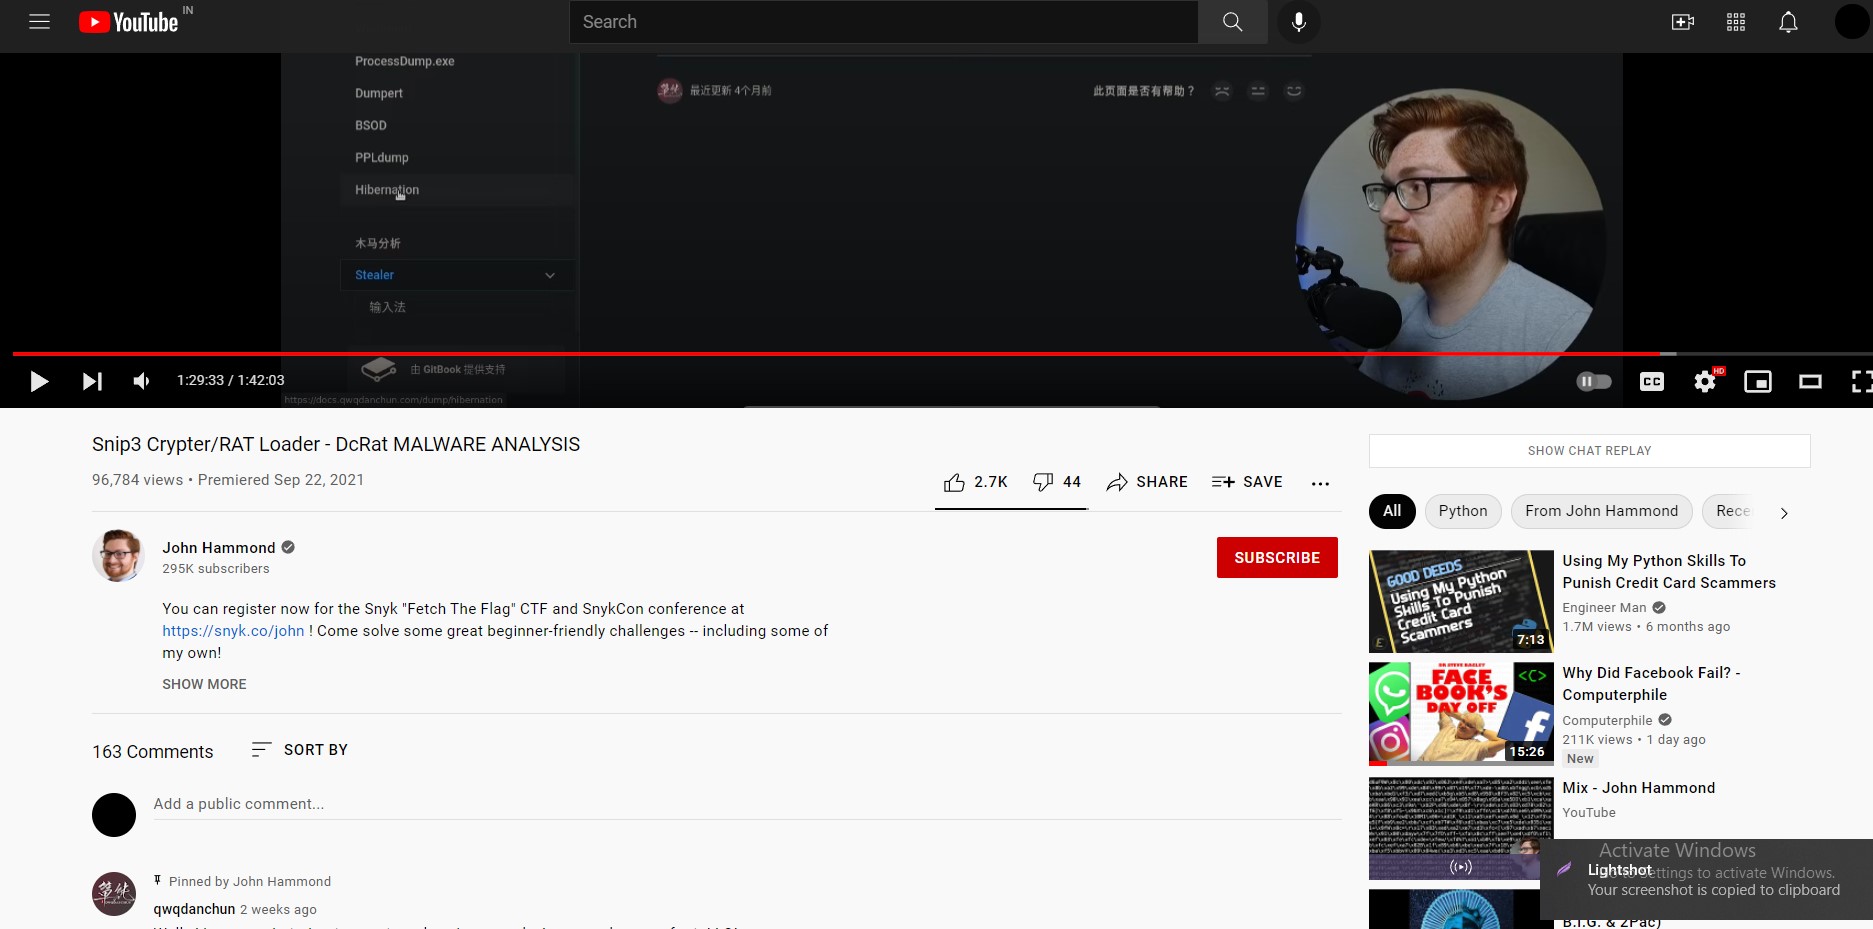 YouTube IN
Search
ProcessDump.exe
Dumpert
BSOD
PPLdump
Hibernation
木马分析
Stealer
输入法
由 GitBook 提供支持
https://docs.qwqdanchun.com/dump/hibernation
最近更新 4个月前
此页面是否有帮助？
1:29:33 / 1:42:03
CC
HD
Snip3 Crypter/RAT Loader - DcRat MALWARE ANALYSIS
96,784 views • Premiered Sep 22, 2021
2.7K 44 SHARE SAVE
John Hammond
295K subscribers
SUBSCRIBE
You can register now for the Snyk "Fetch The Flag" CTF and SnykCon conference at
https://snyk.co/john ! Come solve some great beginner-friendly challenges -- including some of
my own!
SHOW MORE
163 Comments SORT BY
Add a public comment...
Pinned by John Hammond
qwqdanchun 2 weeks ago
SHOW CHAT REPLAY
All Python From John Hammond Rece
GOOD DEEDS
Using My Python
Skills To Punish
Credit Card
Scammers
7:13
Using My Python Skills To
Punish Credit Card Scammers
Engineer Man
1.7M views • 6 months ago
FACE
BOOK'S
DAY OFF
<C>
15:26
Why Did Facebook Fail? -
Computerphile
Computerphile
211K views • 1 day ago
New
Mix - John Hammond
YouTube
Activate Windows
Go to Settings to activate Windows.
Lightshot
Your screenshot is copied to clipboard
B.I.G. & 2Pac)